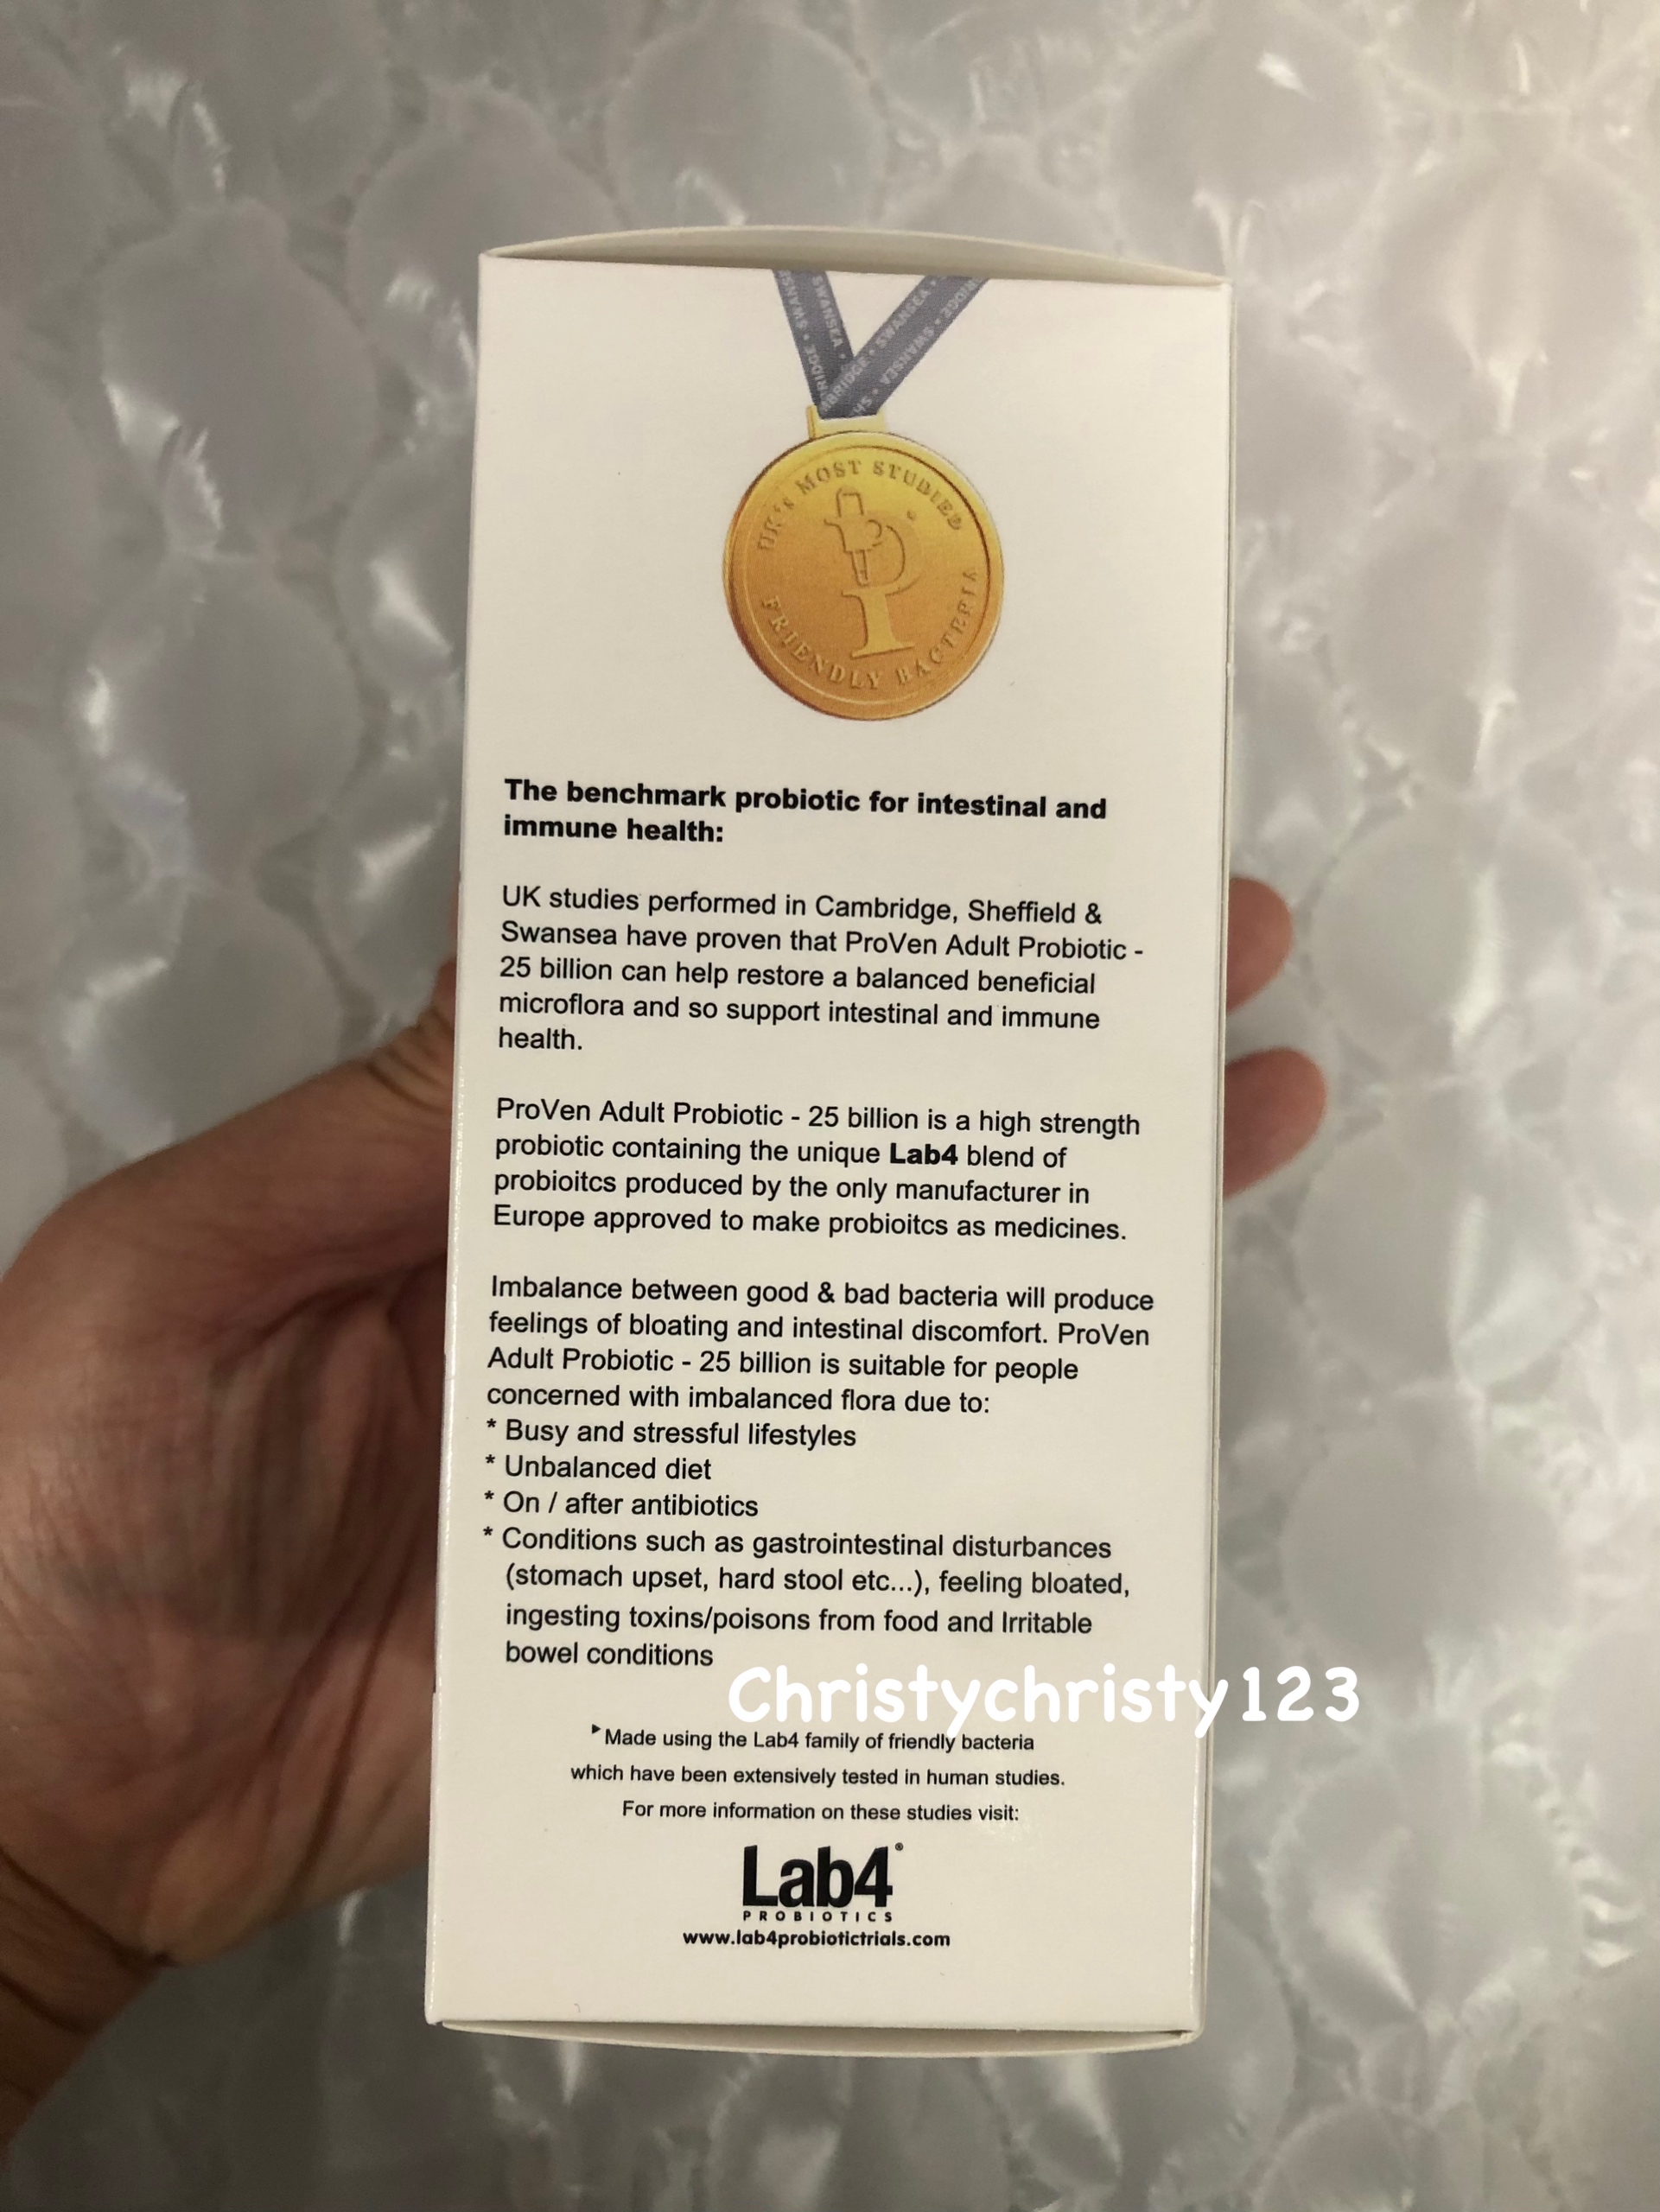 SWANSEA
BRIDGE • SWANSEA •
UK's MOST STUDIED
FRIENDLY BACTERIA
The benchmark probiotic for intestinal and
immune health:
UK studies performed in Cambridge, Sheffield &
Swansea have proven that ProVen Adult Probiotic -
25 billion can help restore a balanced beneficial
microflora and so support intestinal and immune
health.
ProVen Adult Probiotic - 25 billion is a high strength
probiotic containing the unique Lab4 blend of
probioitcs produced by the only manufacturer in
Europe approved to make probioitcs as medicines.
Imbalance between good & bad bacteria will produce
feelings of bloating and intestinal discomfort. ProVen
Adult Probiotic - 25 billion is suitable for people
concerned with imbalanced flora due to:
* Busy and stressful lifestyles
* Unbalanced diet
* On / after antibiotics
* Conditions such as gastrointestinal disturbances
(stomach upset, hard stool etc...), feeling bloated,
ingesting toxins/poisons from food and Irritable
bowel conditions
Christychristy123
Made using the Lab4 family of friendly bacteria
which have been extensively tested in human studies.
For more information on these studies visit:
Lab4®
PROBIOTICS
www.lab4probiotictrials.com